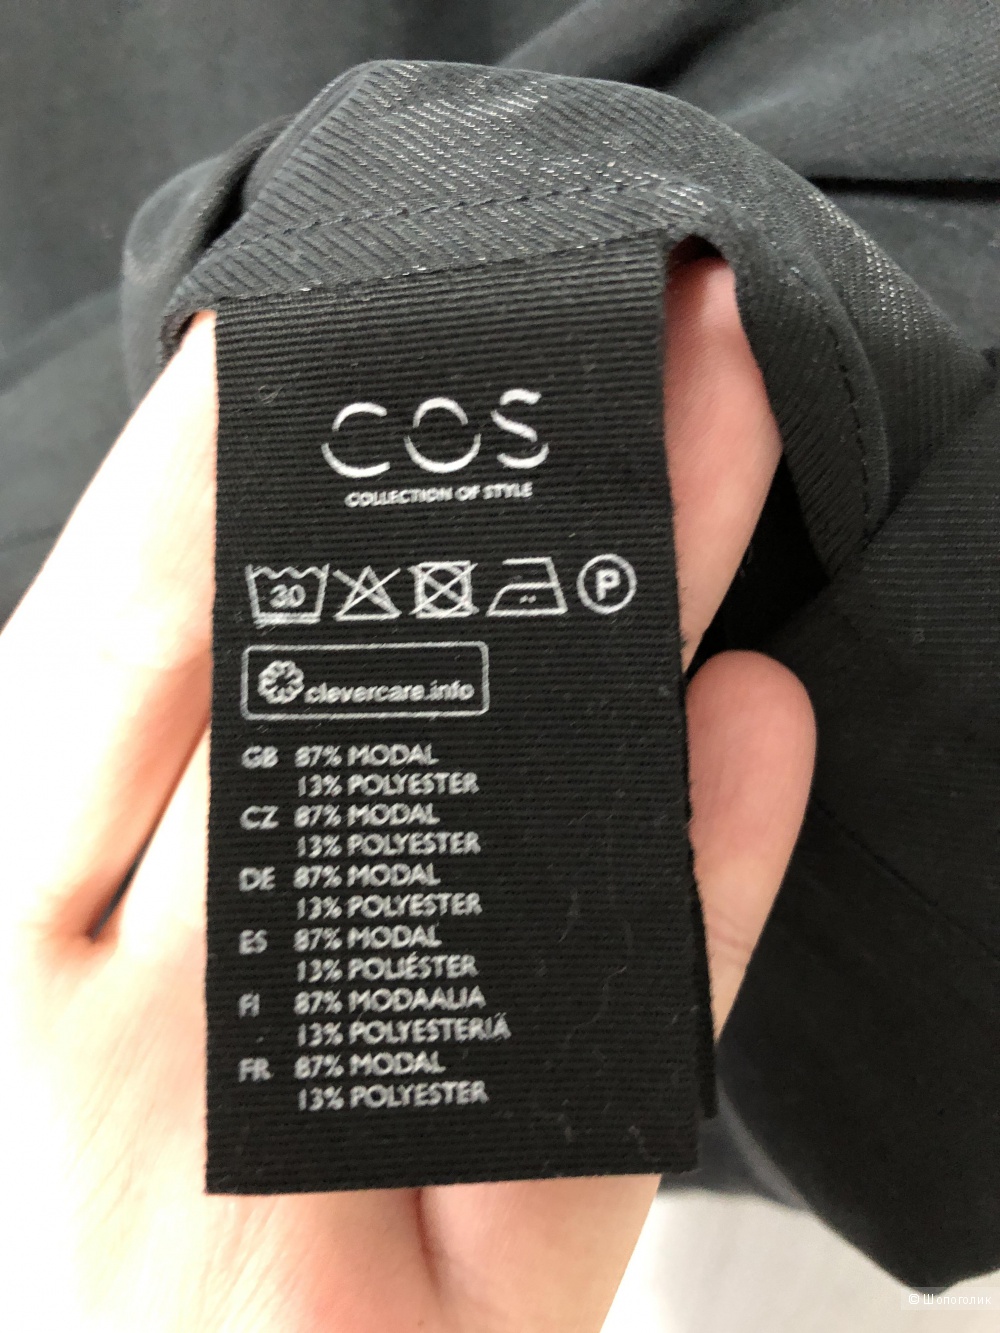 COS
COLLECTION OF STYLE
30 P
clevercare.info
GB 87% MODAL
13% POLYESTER
CZ 87% MODAL
13% POLYESTER
DE 87% MODAL
13% POLYESTER
ES 87% MODAL
13% POLIÉSTER
FI 87% MODAALIA
13% POLYESTERIÄ
FR 87% MODAL
13% POLYESTER
© Шопоголик